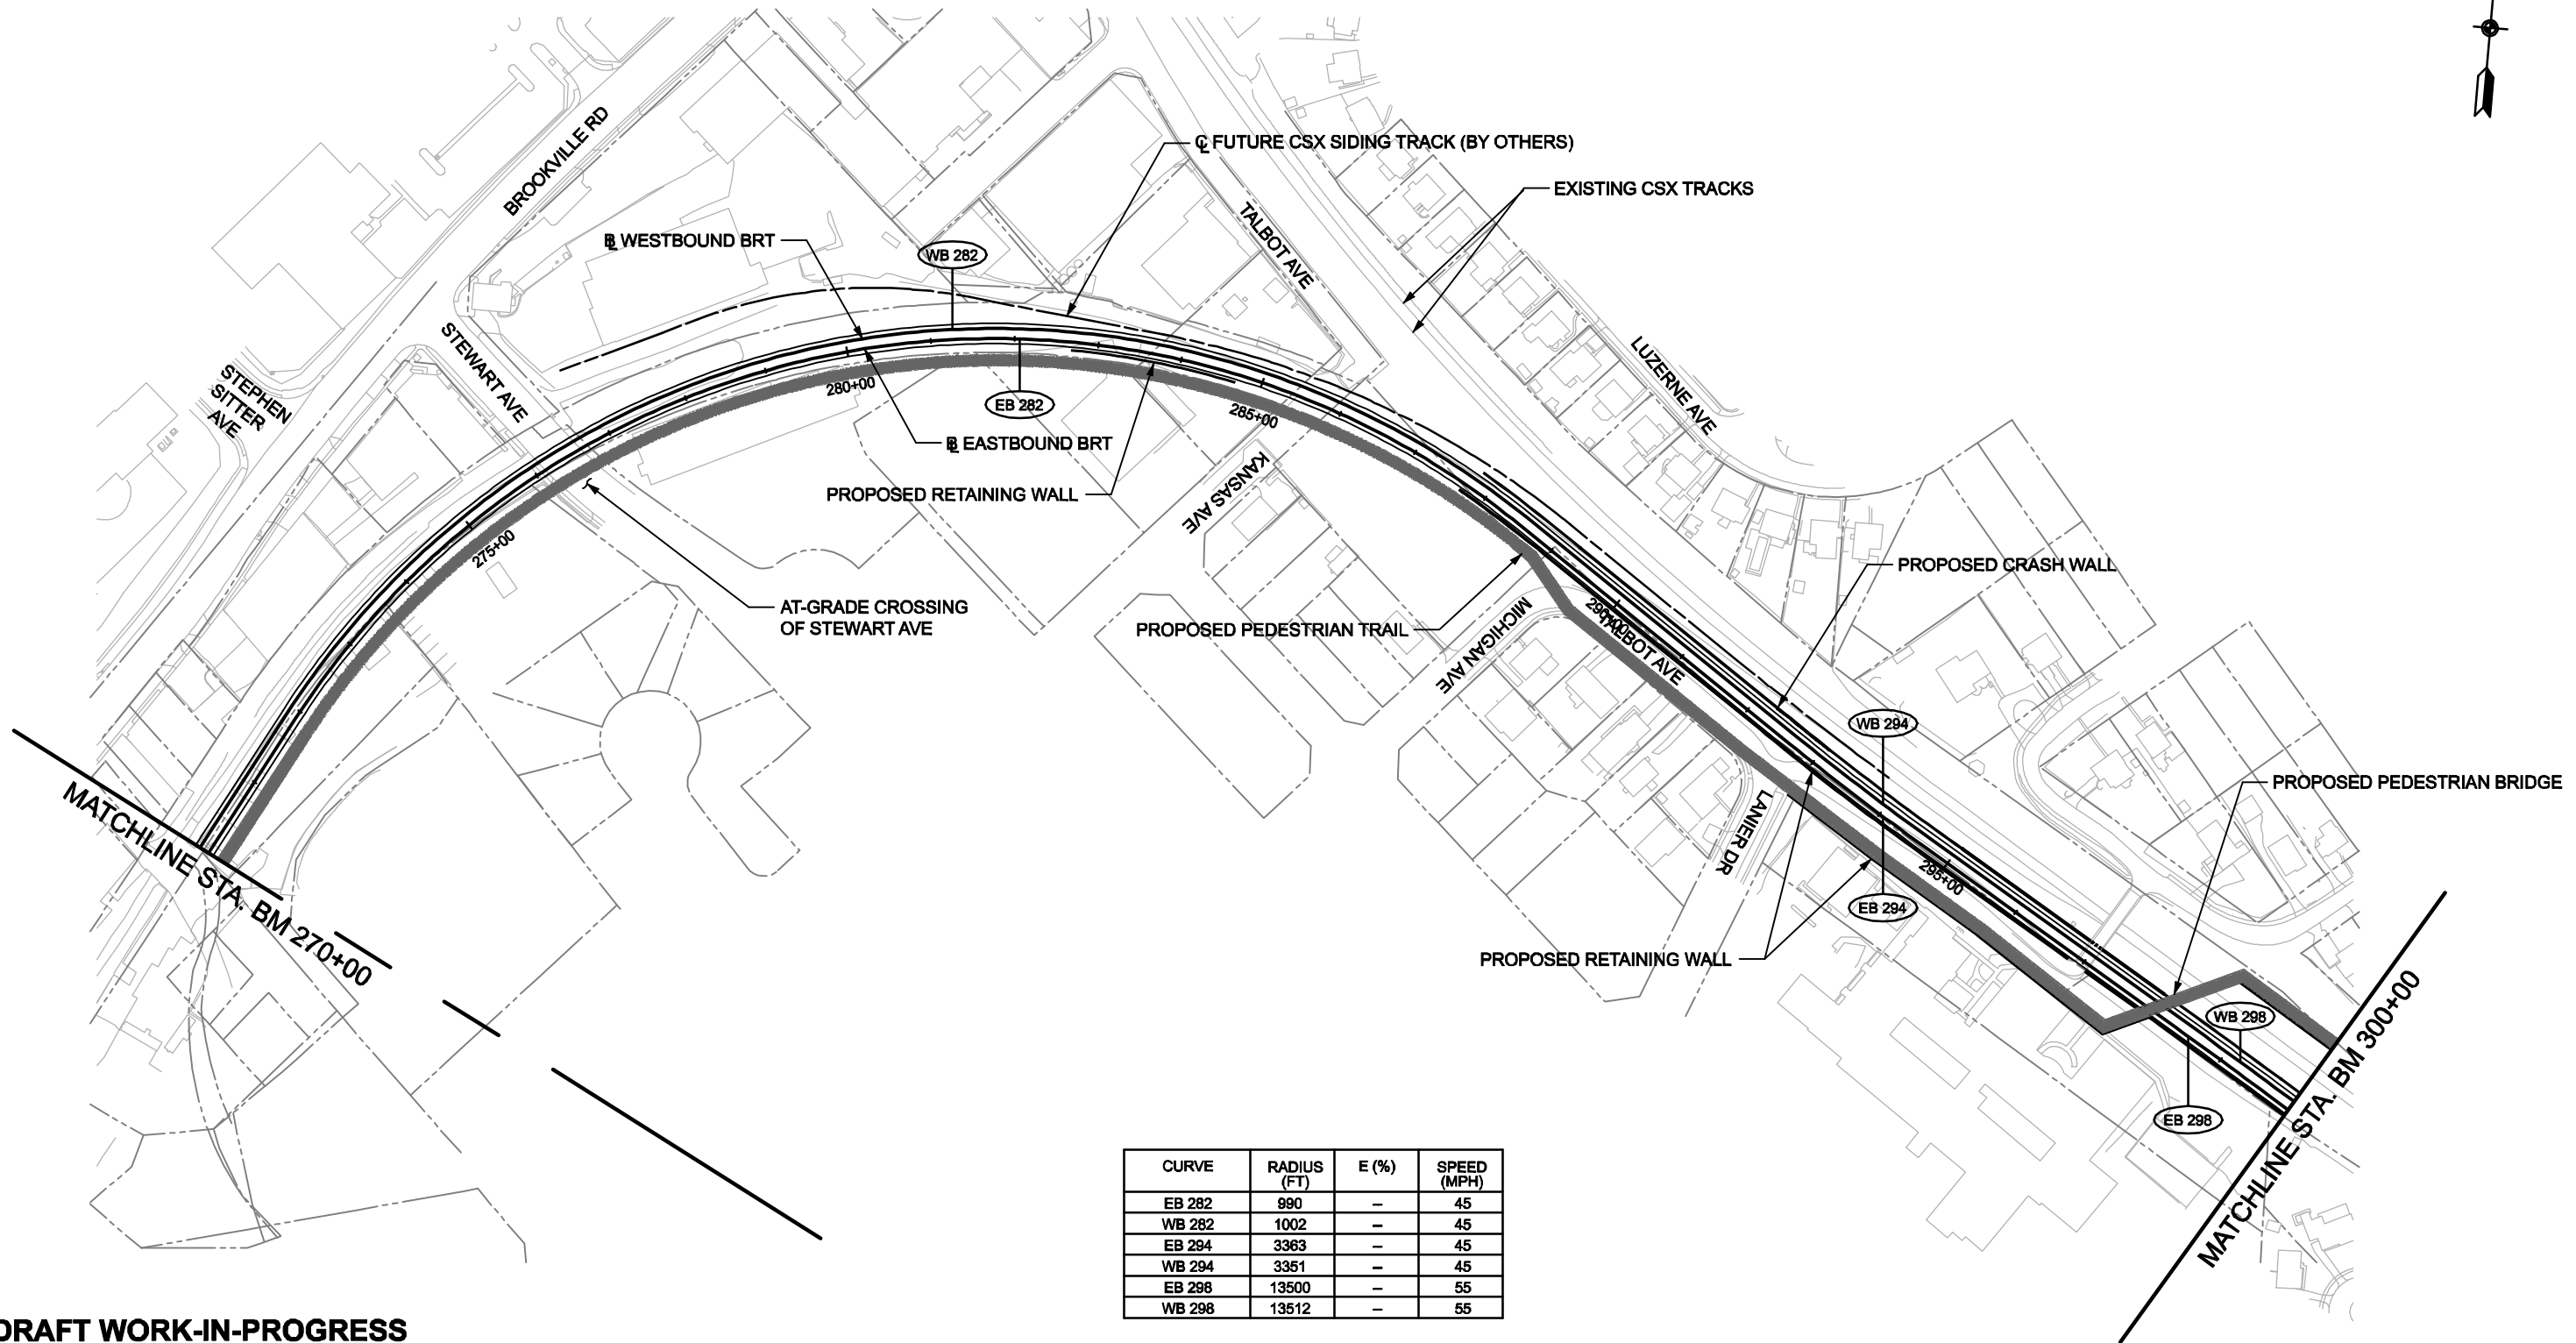 BROOKVILLE RD
℄ FUTURE CSX SIDING TRACK (BY OTHERS)
EXISTING CSX TRACKS
TALBOT AVE
BL WESTBOUND BRT
WB 282
STEWART AVE
STEPHEN
SITTER
AVE
LUZERNE AVE
280+00
EB 282
285+00
BL EASTBOUND BRT
KANSAS AVE
PROPOSED RETAINING WALL
275+00
PROPOSED CRASH WALL
AT-GRADE CROSSING
OF STEWART AVE
PROPOSED PEDESTRIAN TRAIL
MICHIGAN AVE
290+00
TALBOT AVE
WB 294
PROPOSED PEDESTRIAN BRIDGE
MATCHLINE STA. BM 270+00
LANIER DR
295+00
EB 294
PROPOSED RETAINING WALL
WB 298
EB 298
MATCHLINE STA. BM 300+00
CURVE RADIUS (FT) E (%) SPEED (MPH)
EB 282 990 – 45
WB 282 1002 – 45
EB 294 3363 – 45
WB 294 3351 – 45
EB 298 13500 – 55
WB 298 13512 – 55
DRAFT WORK-IN-PROGRESS